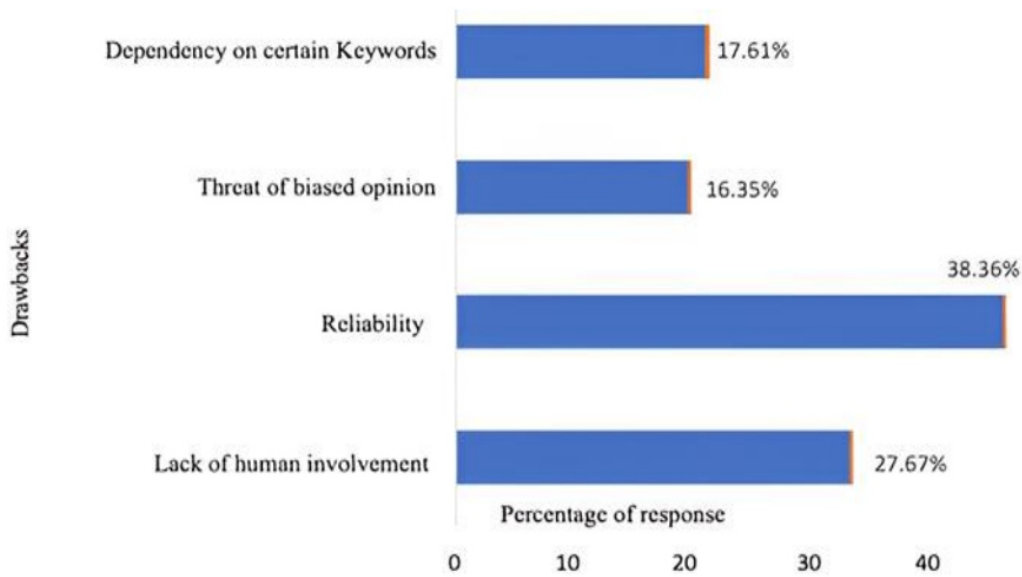 Dependency on certain Keywords
17.61%
Threat of biased opinion
16.35%
Drawbacks
38.36%
Reliability
Lack of human involvement
27.67%
Percentage of response
0 10 20 30 40